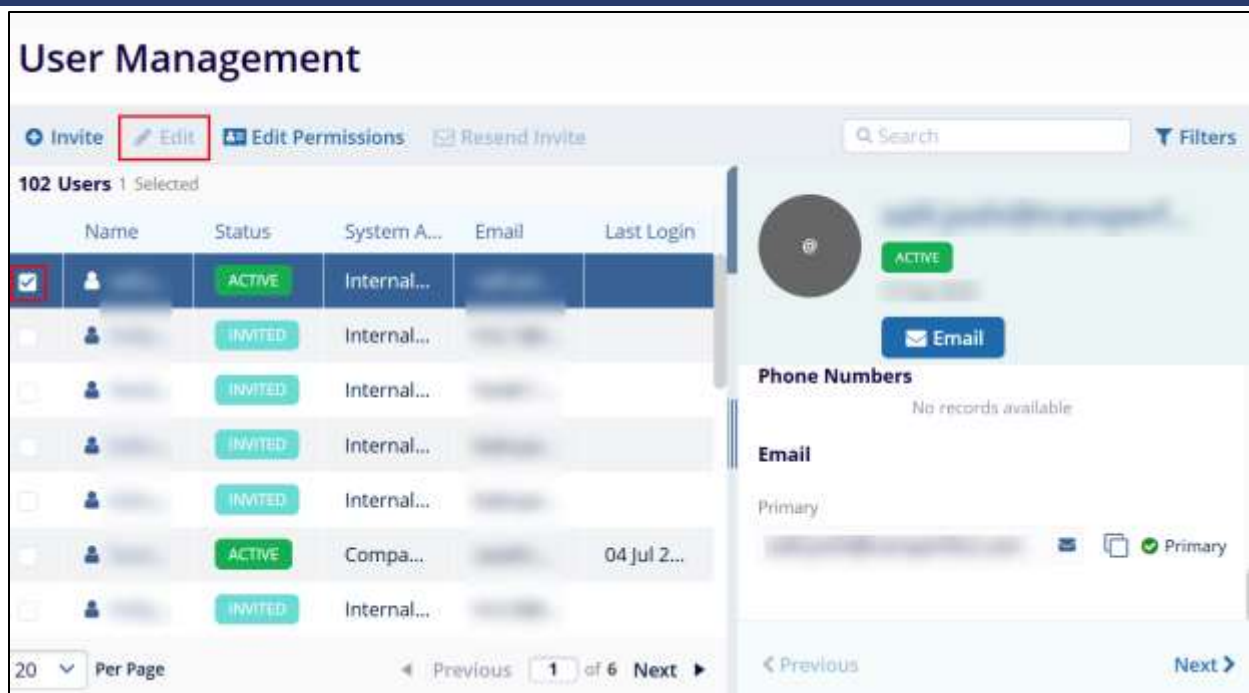 User Management
Invite Edit Edit Permissions Resend Invite Search Filters
102 Users 1 Selected
Name Status System A... Email Last Login
ACTIVE Internal...
INVITED Internal...
INVITED Internal...
INVITED Internal...
INVITED Internal...
ACTIVE Compa... 04 Jul 2...
INVITED Internal...
20 Per Page Previous 1 of 6 Next
@
ACTIVE
Email
Phone Numbers
No records available
Email
Primary
Primary
Previous Next